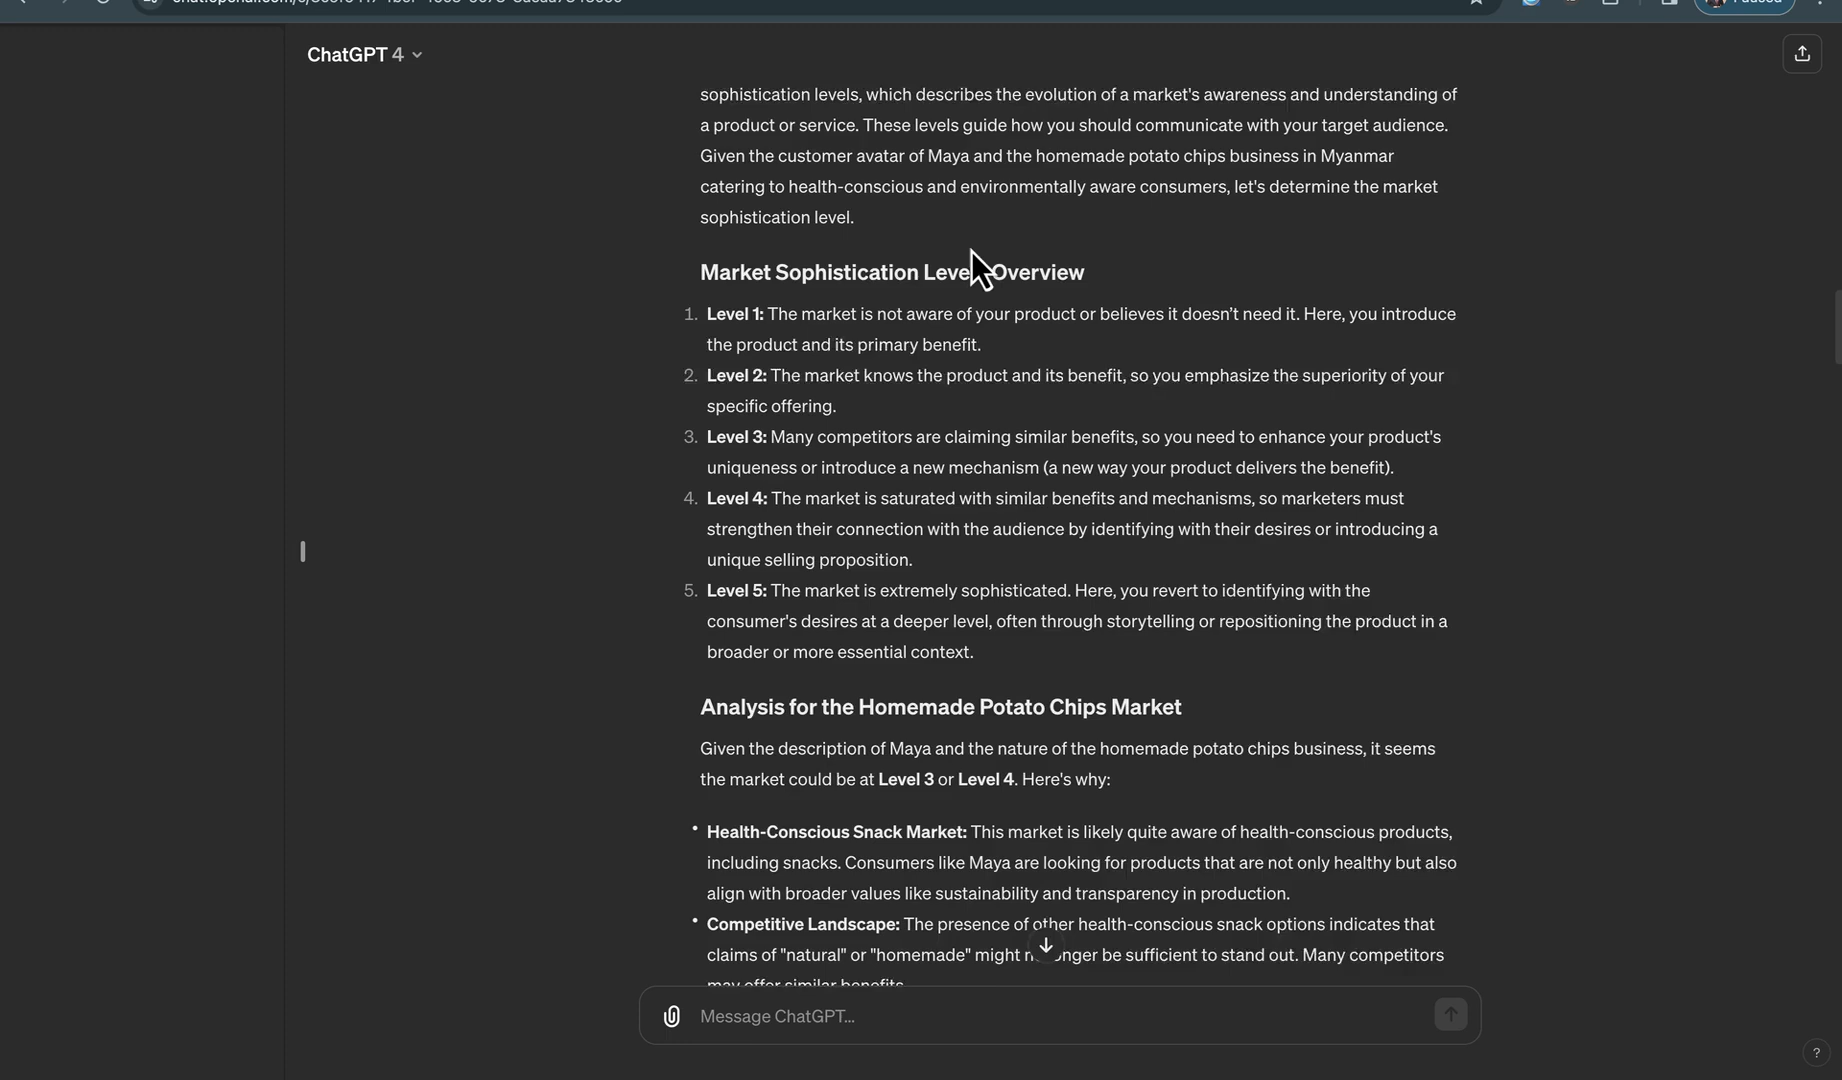 ChatGPT 4
sophistication levels, which describes the evolution of a market's awareness and understanding of
a product or service. These levels guide how you should communicate with your target audience.
Given the customer avatar of Maya and the homemade potato chips business in Myanmar
catering to health-conscious and environmentally aware consumers, let's determine the market
sophistication level.
Market Sophistication Overview
1. Level 1: The market is not aware of your product or believes it doesn’t need it. Here, you introduce
the product and its primary benefit.
2. Level 2: The market knows the product and its benefit, so you emphasize the superiority of your
specific offering.
3. Level 3: Many competitors are claiming similar benefits, so you need to enhance your product's
uniqueness or introduce a new mechanism (a new way your product delivers the benefit).
4. Level 4: The market is saturated with similar benefits and mechanisms, so marketers must
strengthen their connection with the audience by identifying with their desires or introducing a
unique selling proposition.
5. Level 5: The market is extremely sophisticated. Here, you revert to identifying with the
consumer's desires at a deeper level, often through storytelling or repositioning the product in a
broader or more essential context.
Analysis for the Homemade Potato Chips Market
Given the description of Maya and the nature of the homemade potato chips business, it seems
the market could be at Level 3 or Level 4. Here's why:
• Health-Conscious Snack Market: This market is likely quite aware of health-conscious products,
including snacks. Consumers like Maya are looking for products that are not only healthy but also
align with broader values like sustainability and transparency in production.
• Competitive Landscape: The presence of other health-conscious snack options indicates that
claims of "natural" or "homemade" might be sufficient to stand out. Many competitors
may offer similar benefits.
Message ChatGPT...
?